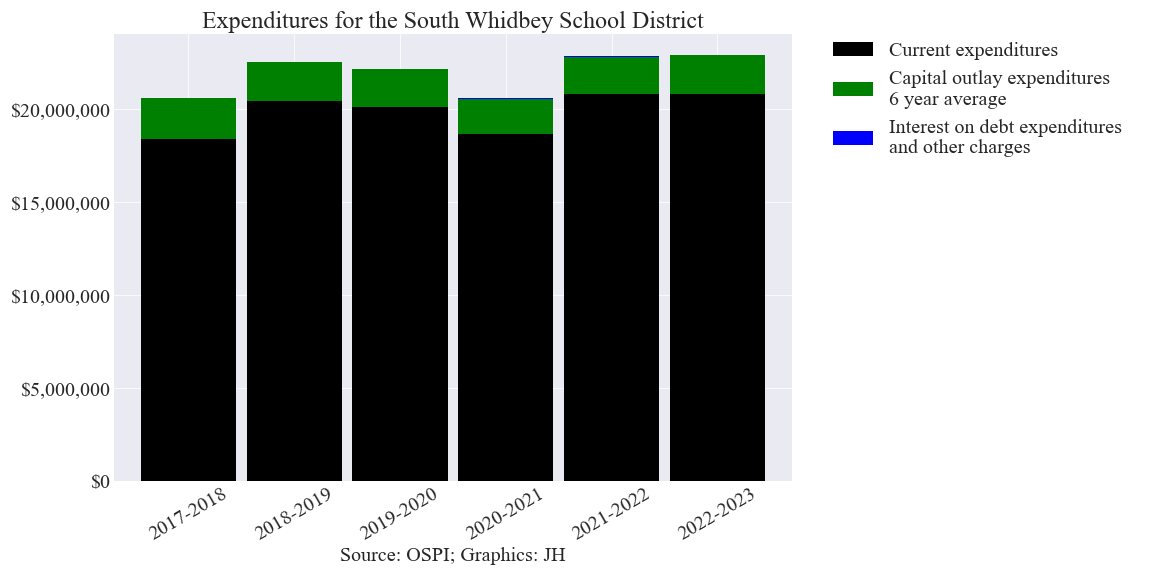 Expenditures for the South Whidbey School District
Current expenditures
Capital outlay expenditures
6 year average
Interest on debt expenditures
and other charges
$20,000,000
$15,000,000
$10,000,000
$5,000,000
$0
2017-2018
2018-2019
2019-2020
2020-2021
2021-2022
2022-2023
Source: OSPI; Graphics: JH